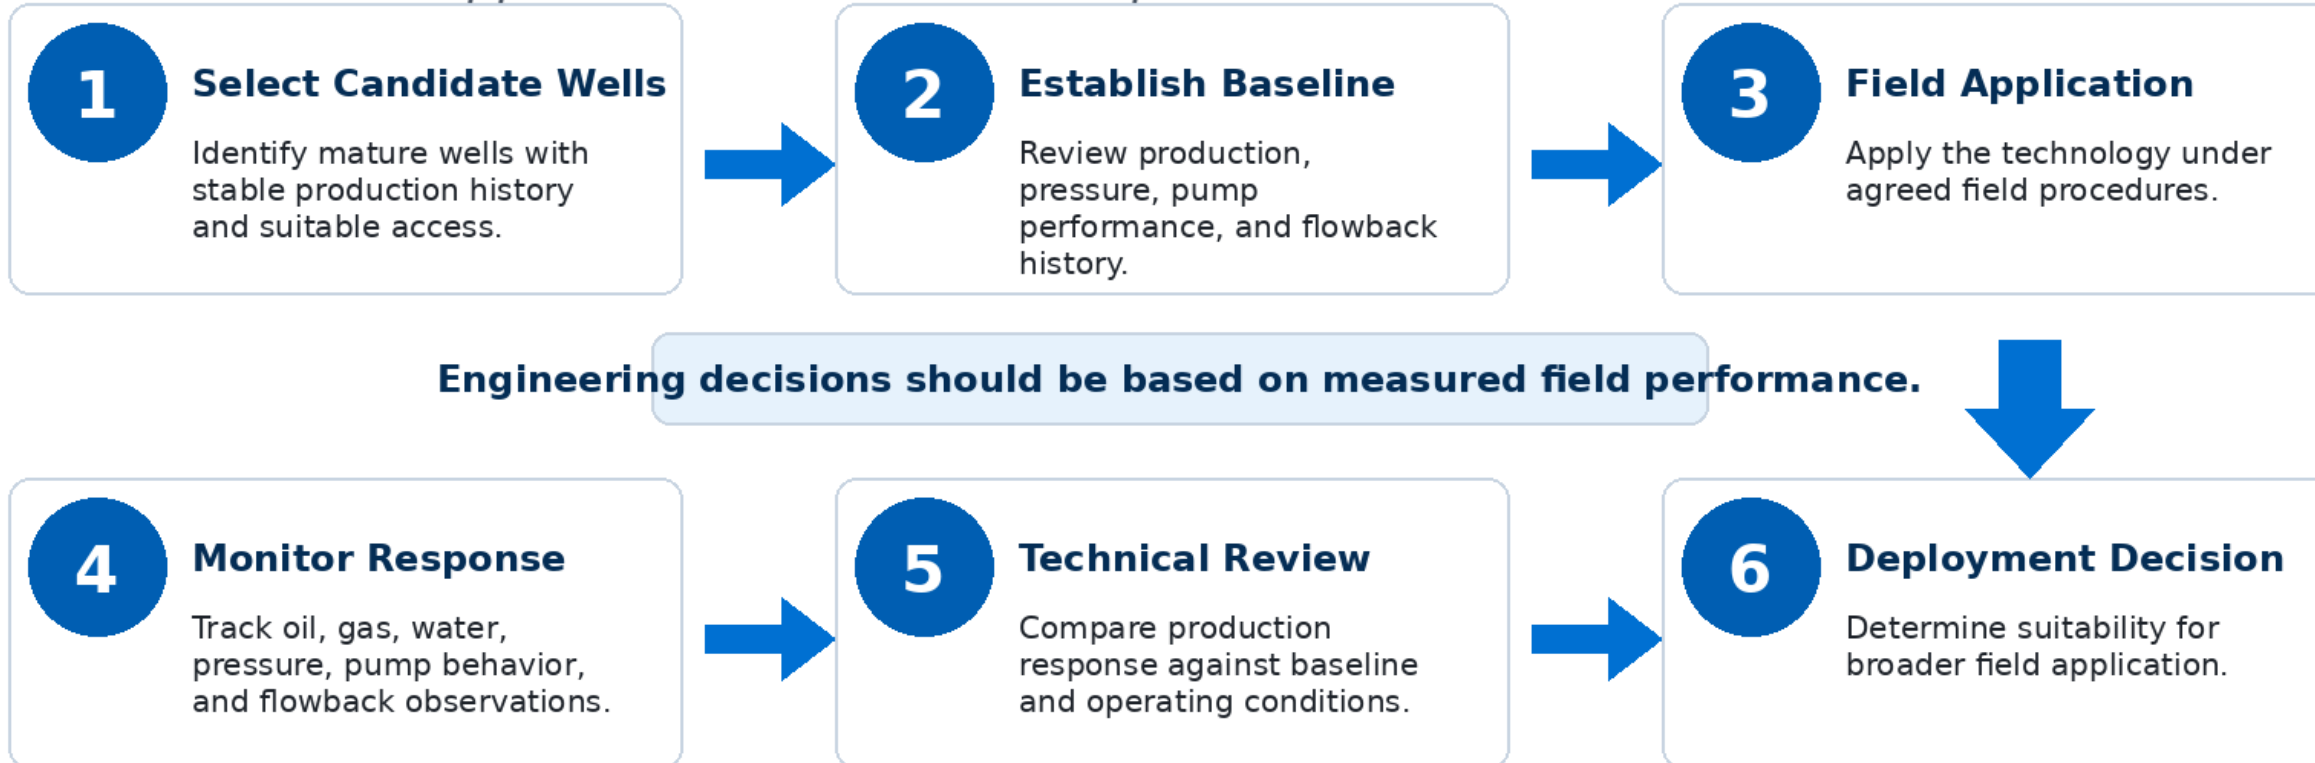 1
Select Candidate Wells
Identify mature wells with
stable production history
and suitable access.
2
Establish Baseline
Review production,
pressure, pump
performance, and flowback
history.
3
Field Application
Apply the technology under
agreed field procedures.
Engineering decisions should be based on measured field performance.
4
Monitor Response
Track oil, gas, water,
pressure, pump behavior,
and flowback observations.
5
Technical Review
Compare production
response against baseline
and operating conditions.
6
Deployment Decision
Determine suitability for
broader field application.